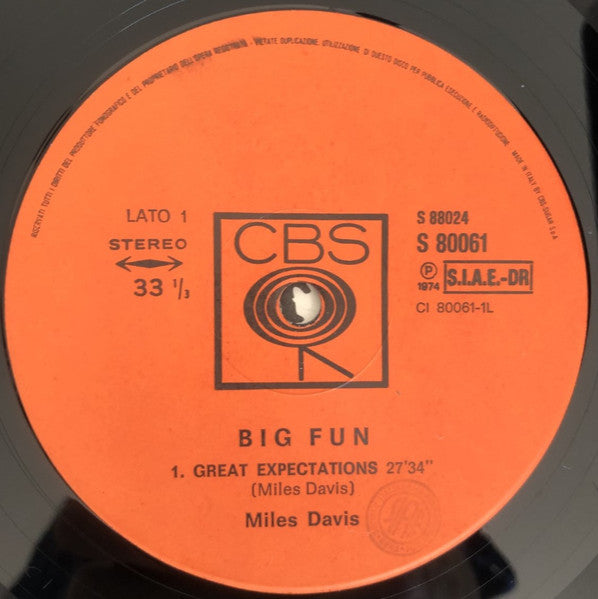 RISERVATI TUTTI I DIRITTI DEL PRODUTTORE FONOGRAFICO E DEL PROPRIETARIO DELL'OPERA REGISTRATA - VIETATE DUPLICAZIONE, UTILIZZAZIONE DI QUESTO DISCO PER PUBBLICA ESECUZIONE E RADIODIFFUSIONE. MADE IN ITALY BY CBS-SUGAR S.p.A
LATO 1
STEREO
33 1/3
CBS
S 88024
S 80061
Ⓟ 1974
S.I.A.E.-DR
CI 80061-1L
BIG FUN
1. GREAT EXPECTATIONS 27'34"
(Miles Davis)
Miles Davis